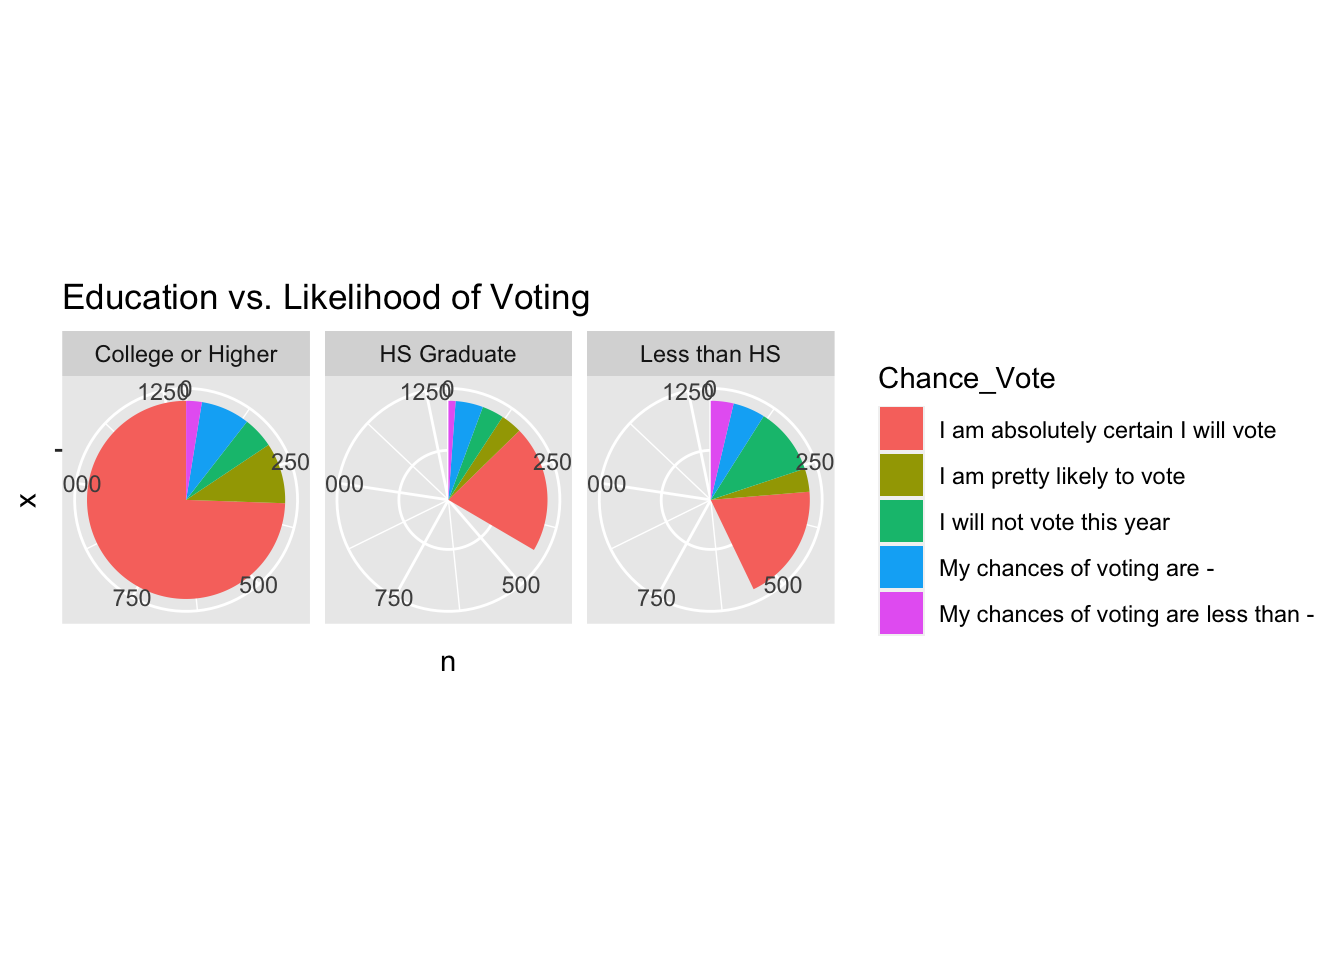 Education vs. Likelihood of Voting
College or Higher
HS Graduate
Less than HS
0
250
500
750
000
1250
0
250
500
750
000
1250
0
250
500
750
000
1250
x
n
Chance_Vote
I am absolutely certain I will vote
I am pretty likely to vote
I will not vote this year
My chances of voting are -
My chances of voting are less than -